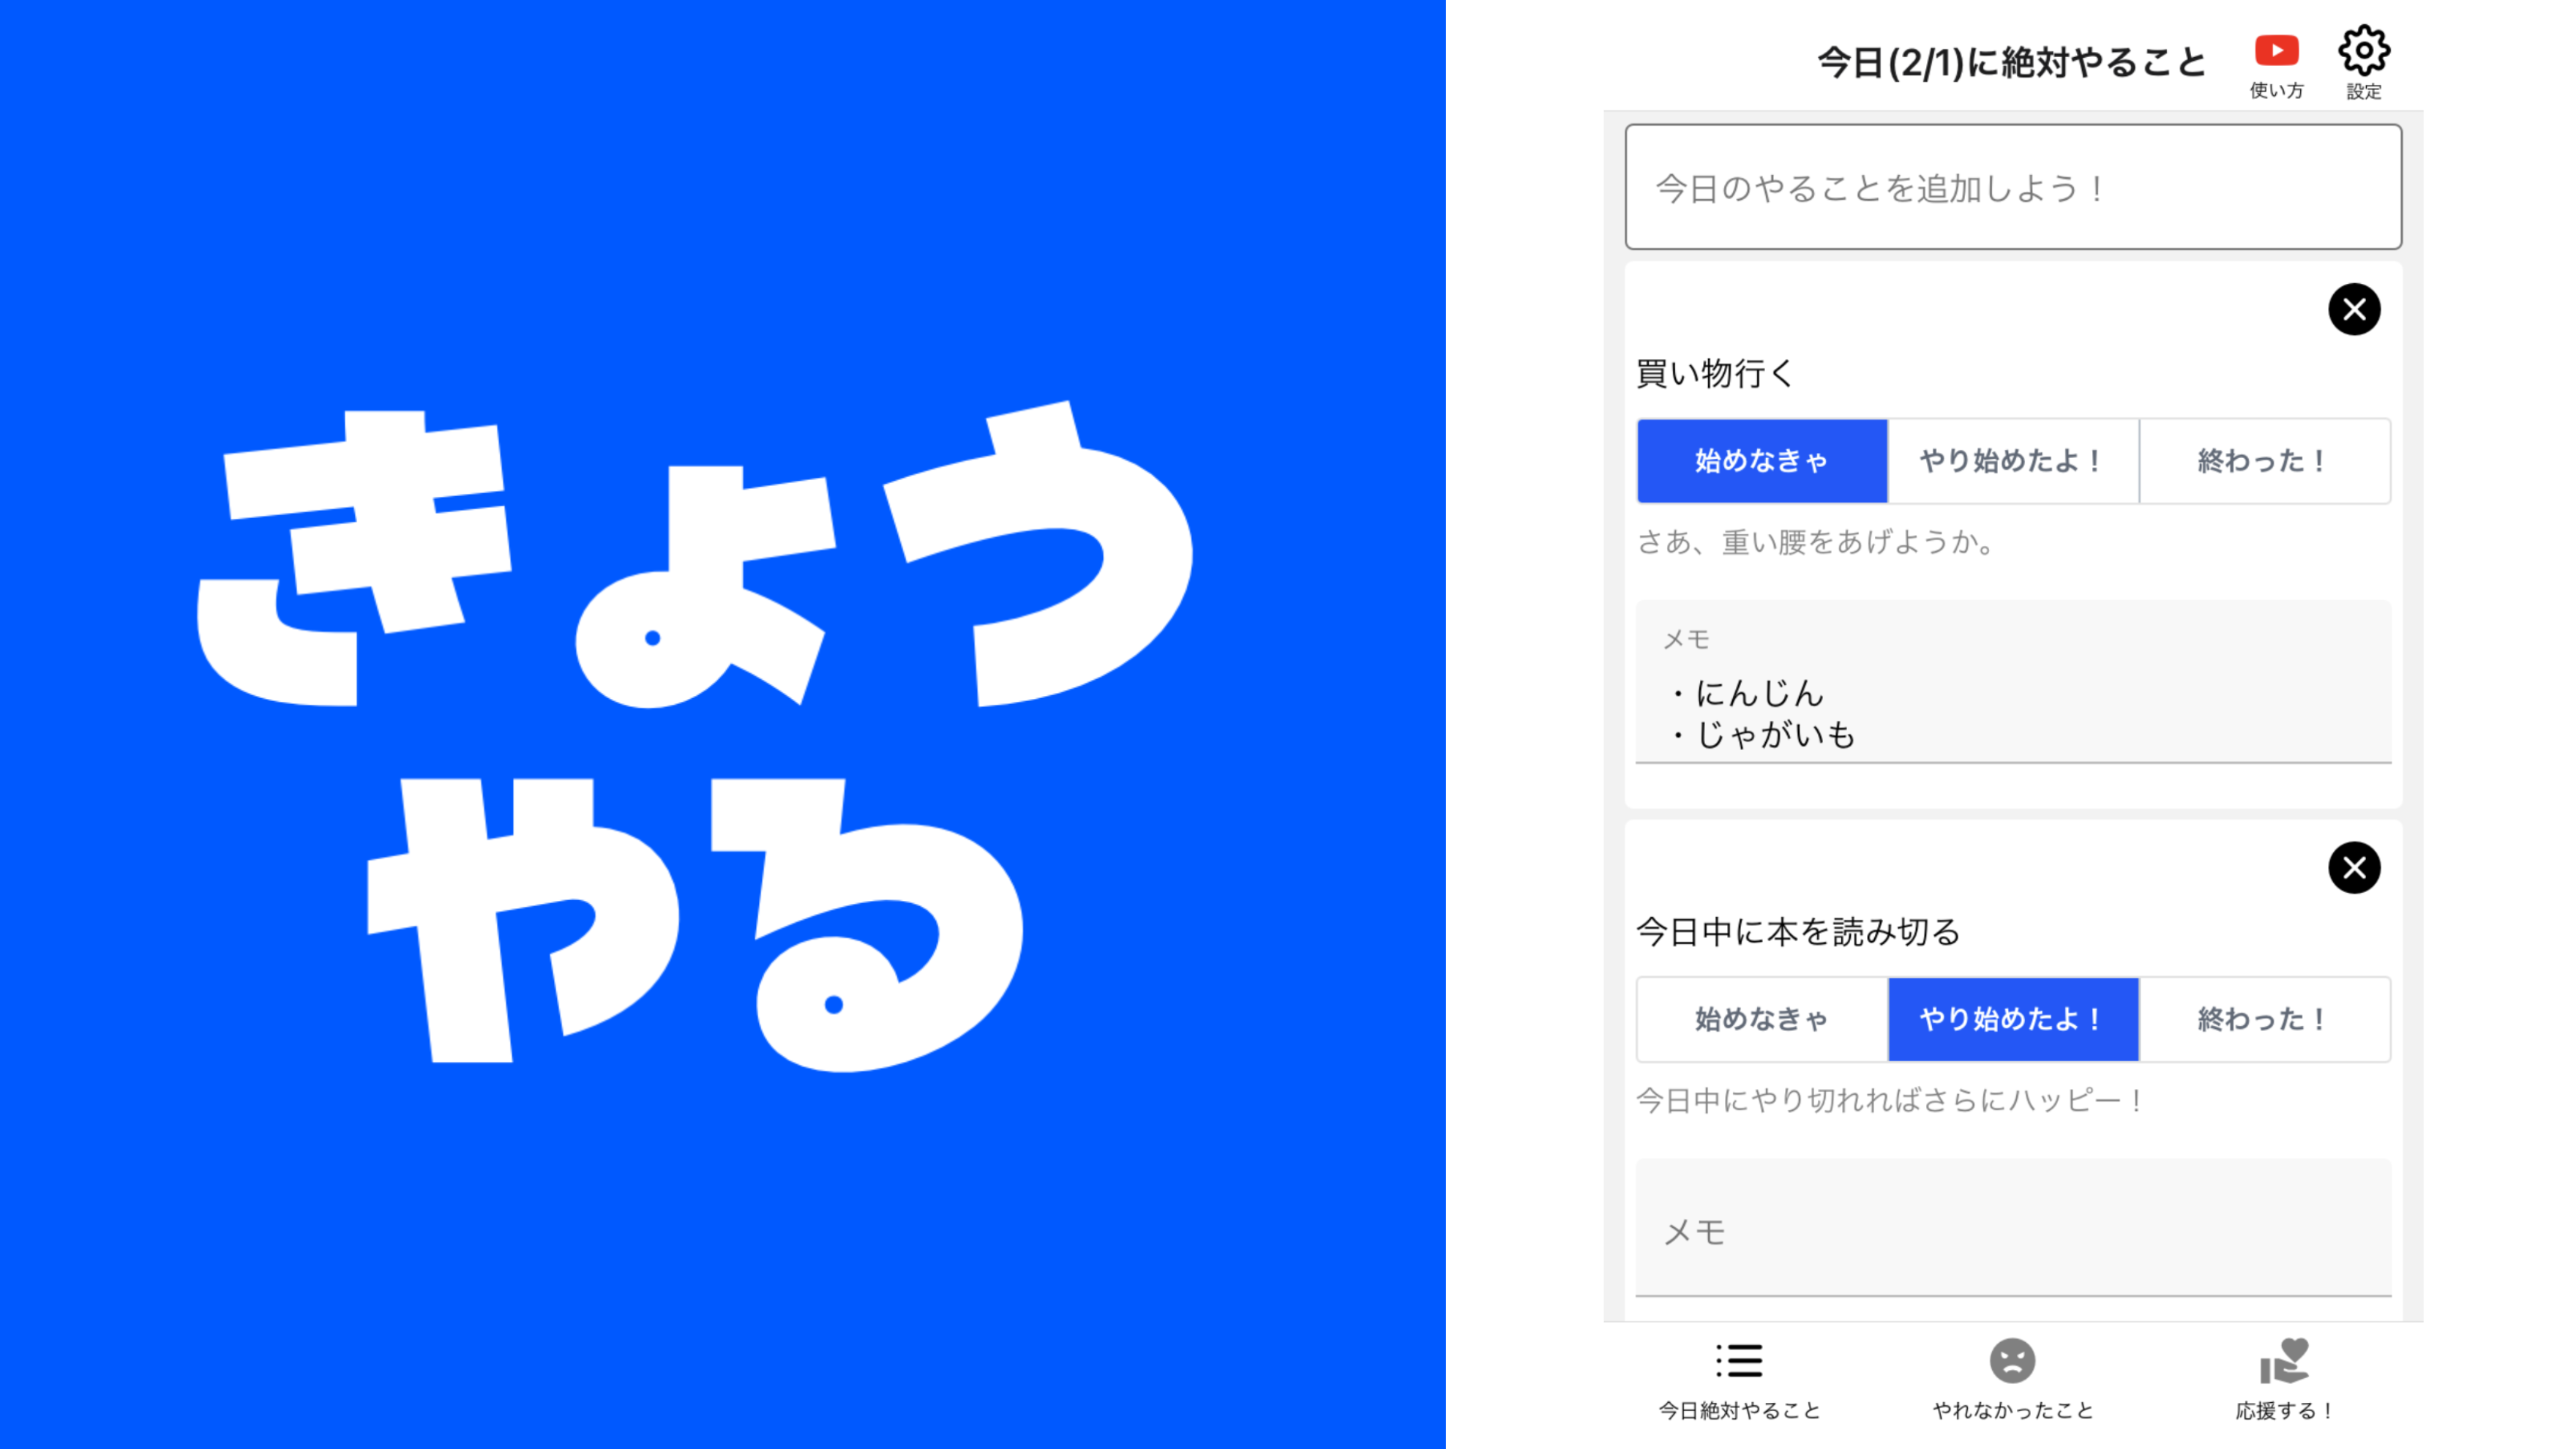 きょう
やる
今日(2/1)に絶対やること
使い方
設定
今日のやることを追加しよう！
買い物行く
始めなきゃ
やり始めたよ！
終わった！
さあ、重い腰をあげようか。
メモ
・にんじん
・じゃがいも
今日中に本を読み切る
始めなきゃ
やり始めたよ！
終わった！
今日中にやり切れればさらにハッピー！
メモ
今日絶対やること
やれなかったこと
応援する！